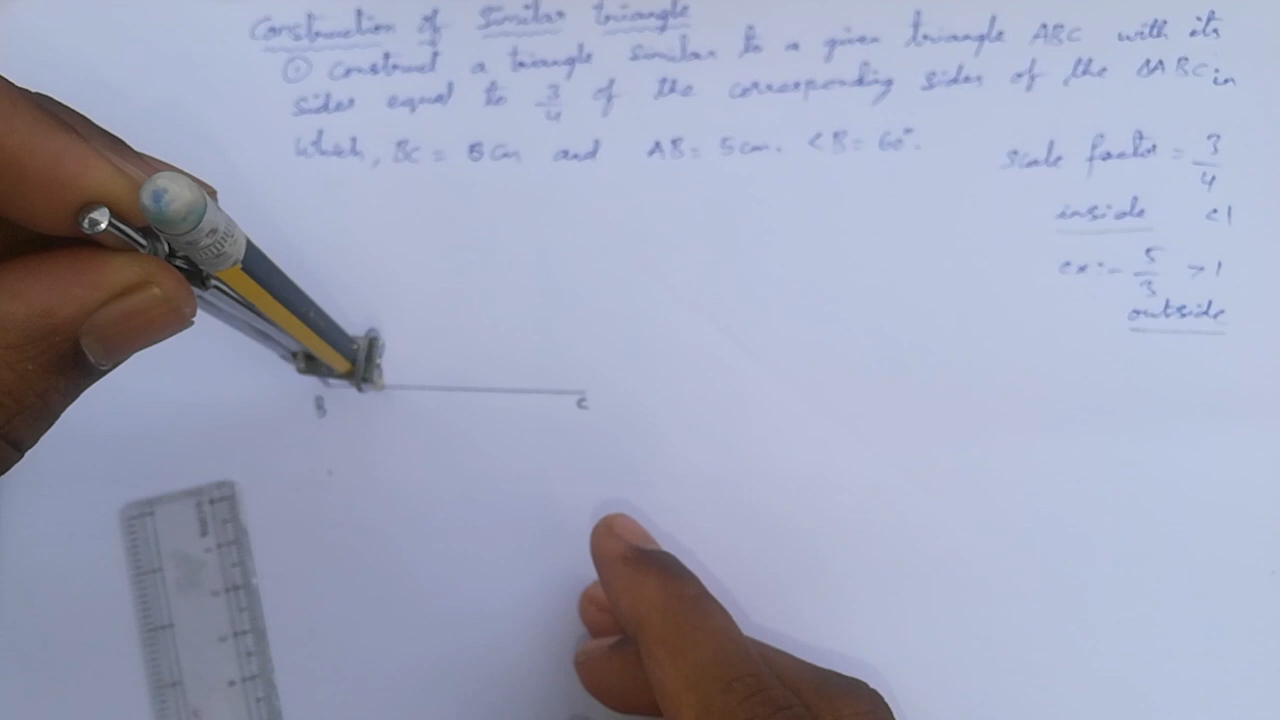 Construction of Similar triangle
① construct a triangle similar to a given triangle ABC with its
sides equal to 3/4 of the corresponding sides of the ΔABC in
which, BC = 6cm and AB = 5cm. <B = 60°.
scale factor = 3/4
inside <1
ex:- 5/3 >1
outside
B C